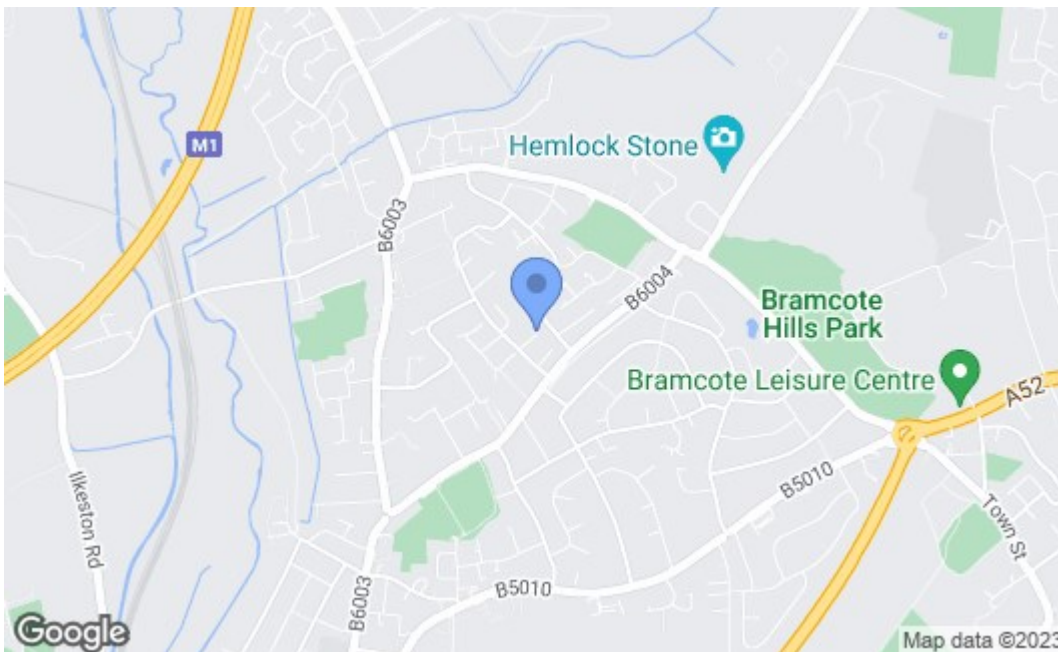 M1
Hemlock Stone
B6003
B6004
Bramcote
Hills Park
Bramcote Leisure Centre
A52
B5010
Ilkeston Rd
Town St
B5010
B6003
Google
Map data ©2023